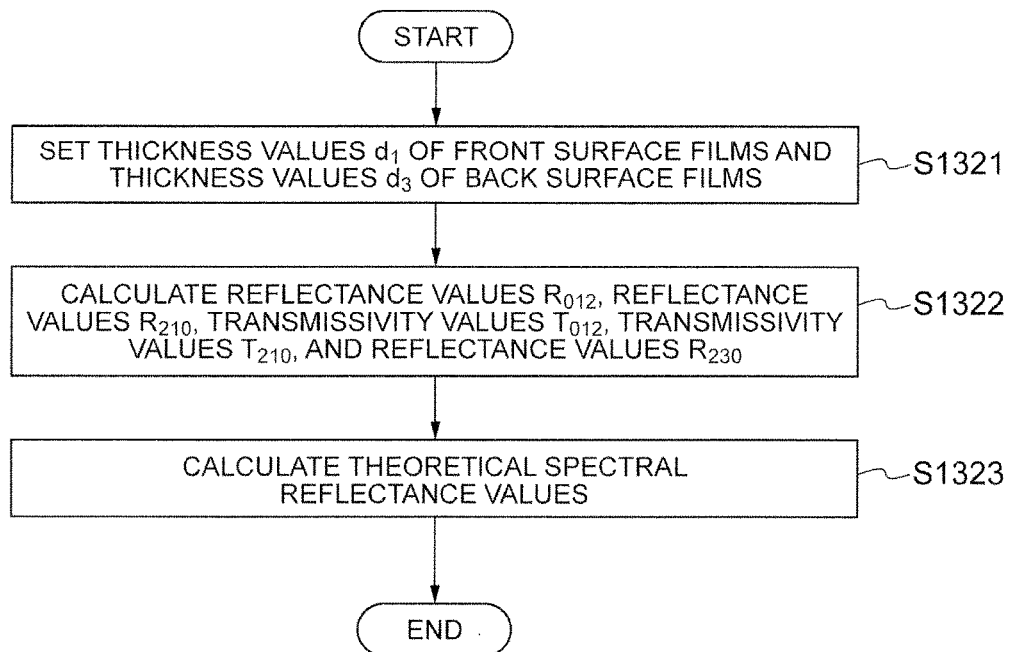 START
SET THICKNESS VALUES d₁ OF FRONT SURFACE FILMS AND
THICKNESS VALUES d₃ OF BACK SURFACE FILMS
S1321
CALCULATE REFLECTANCE VALUES R₀₁₂, REFLECTANCE
VALUES R₂₁₀, TRANSMISSIVITY VALUES T₀₁₂, TRANSMISSIVITY
VALUES T₂₁₀, AND REFLECTANCE VALUES R₂₃₀
S1322
CALCULATE THEORETICAL SPECTRAL
REFLECTANCE VALUES
S1323
END